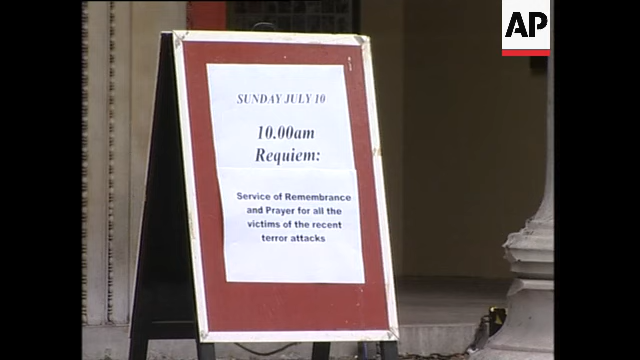 AP
SUNDAY JULY 10
10.00am
Requiem:
Service of Remembrance
and Prayer for all the
victims of the recent
terror attacks